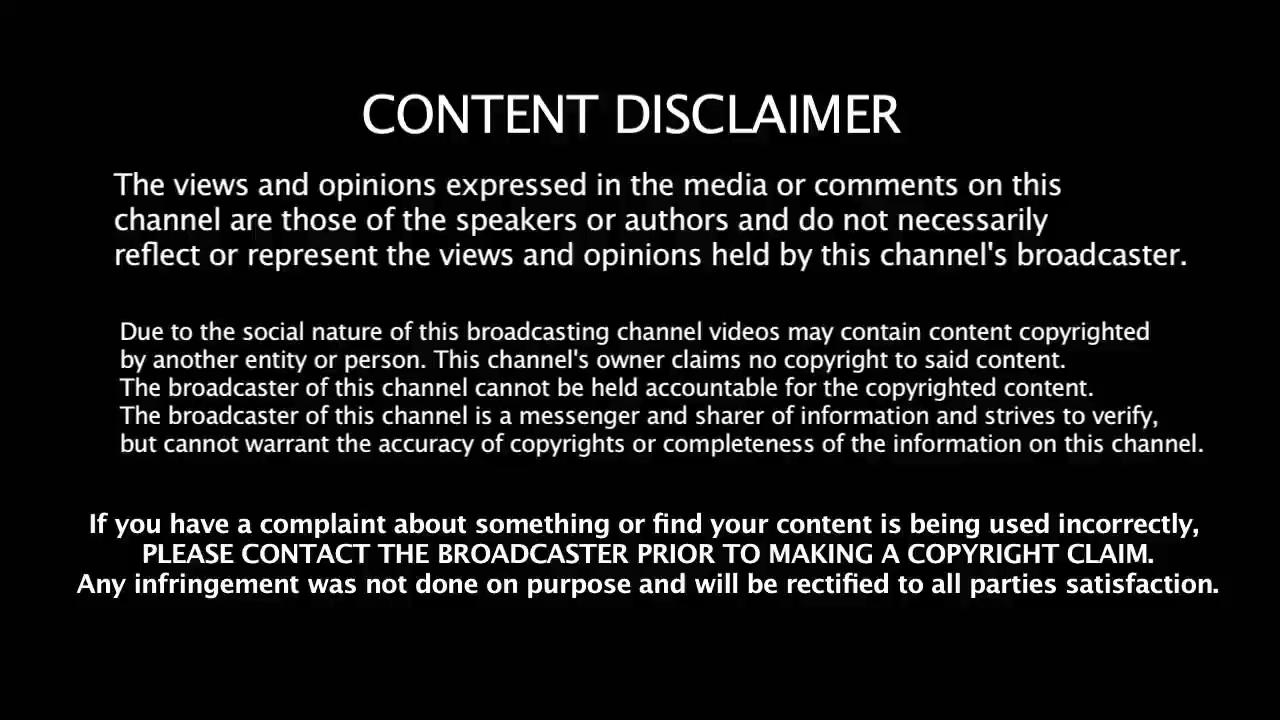 CONTENT DISCLAIMER
The views and opinions expressed in the media or comments on this
channel are those of the speakers or authors and do not necessarily
reflect or represent the views and opinions held by this channel's broadcaster.
Due to the social nature of this broadcasting channel videos may contain content copyrighted
by another entity or person. This channel's owner claims no copyright to said content.
The broadcaster of this channel cannot be held accountable for the copyrighted content.
The broadcaster of this channel is a messenger and sharer of information and strives to verify,
but cannot warrant the accuracy of copyrights or completeness of the information on this channel.
If you have a complaint about something or find your content is being used incorrectly,
PLEASE CONTACT THE BROADCASTER PRIOR TO MAKING A COPYRIGHT CLAIM.
Any infringement was not done on purpose and will be rectified to all parties satisfaction.